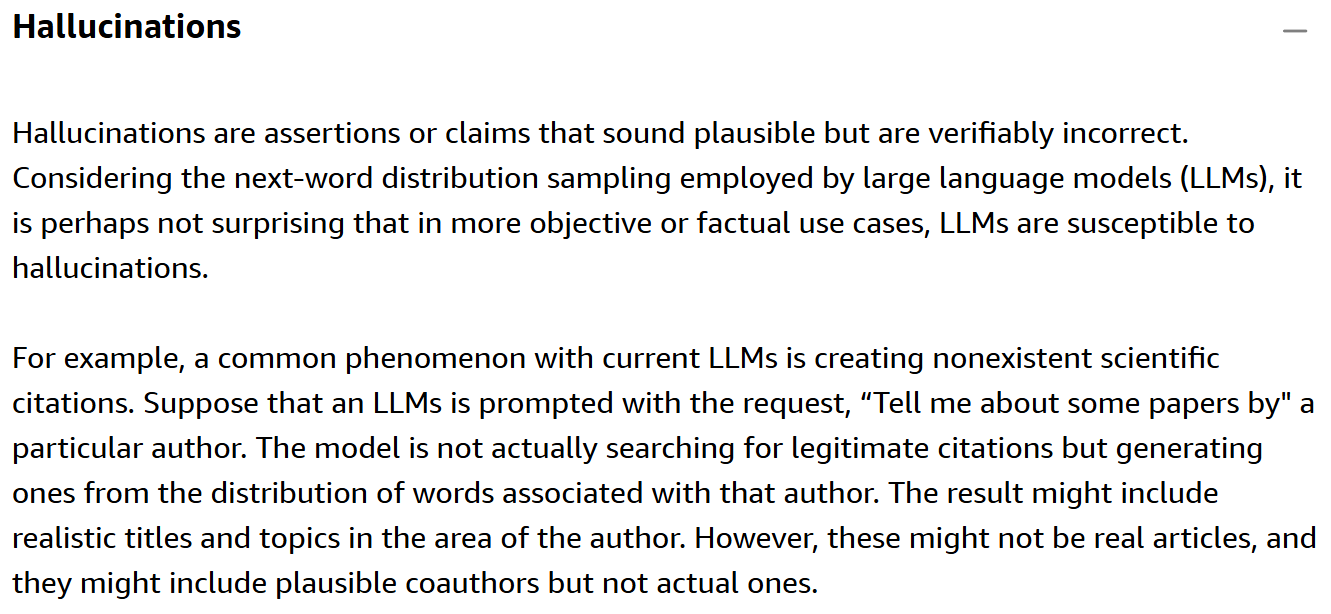 Hallucinations
Hallucinations are assertions or claims that sound plausible but are verifiably incorrect.
Considering the next-word distribution sampling employed by large language models (LLMs), it
is perhaps not surprising that in more objective or factual use cases, LLMs are susceptible to
hallucinations.
For example, a common phenomenon with current LLMs is creating nonexistent scientific
citations. Suppose that an LLMs is prompted with the request, “Tell me about some papers by" a
particular author. The model is not actually searching for legitimate citations but generating
ones from the distribution of words associated with that author. The result might include
realistic titles and topics in the area of the author. However, these might not be real articles, and
they might include plausible coauthors but not actual ones.